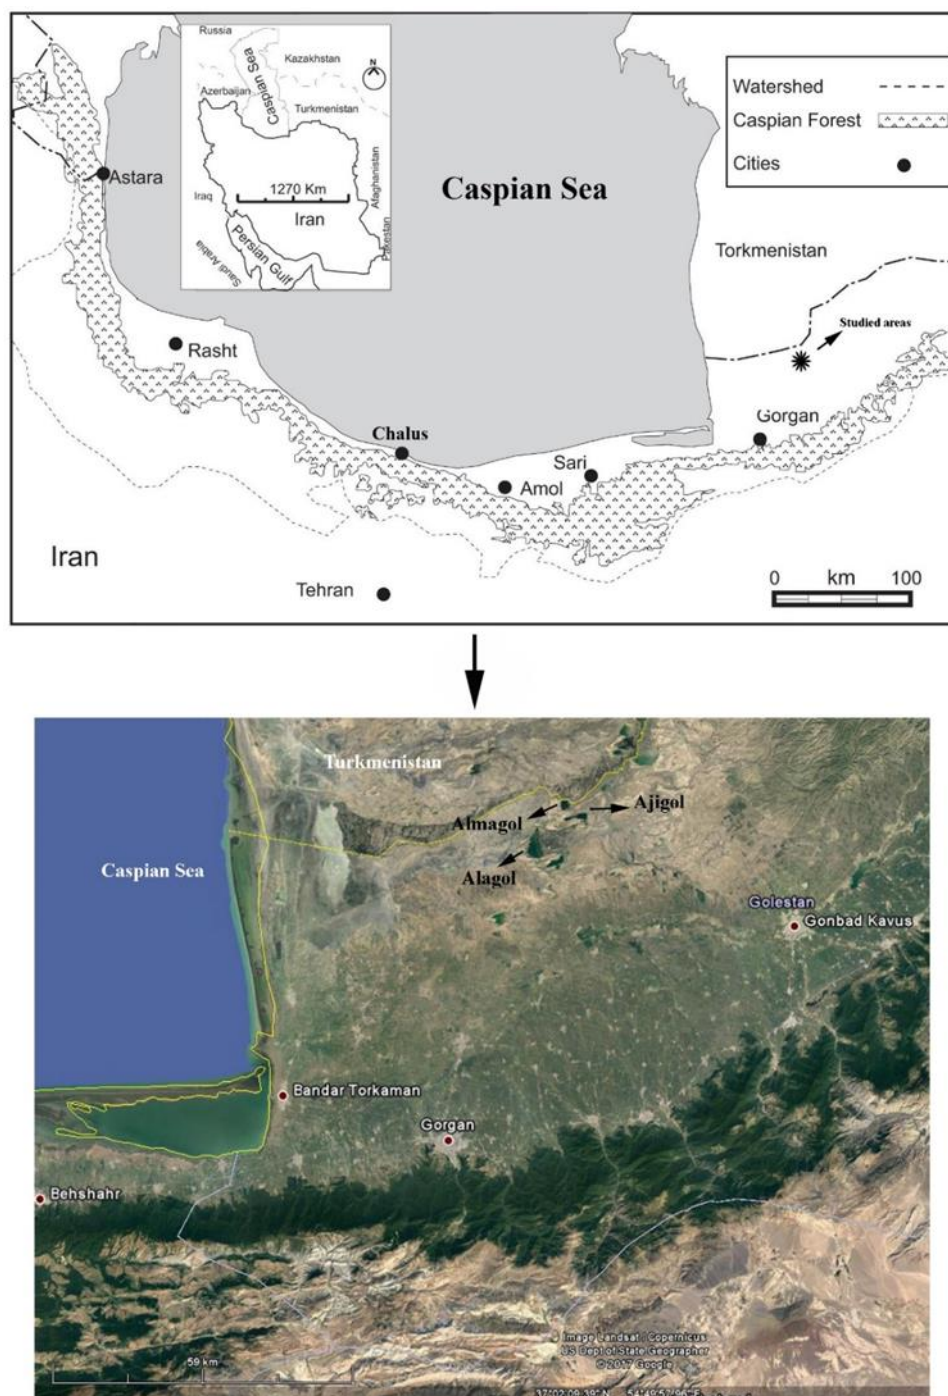 Russia
Kazakhstan
Caspian Sea
N
Azerbaijan
Turkmenistan
Afaghanistan
Iraq
1270 Km
Iran
Pakestan
Persian Gulf
Saudi Arabia
Watershed
Caspian Forest
Cities
Astara
Caspian Sea
Torkmenistan
Studied areas
Rasht
Gorgan
Chalus
Sari
Amol
Iran
Tehran
0 km 100
Turkmenistan
Almagol
Ajigol
Caspian Sea
Alagol
Golestan
Gonbad Kavus
Bandar Torkaman
Gorgan
Behshahr
Image Landsat / Copernicus
US Dept of State Geographer
© 2017 Google
59 km